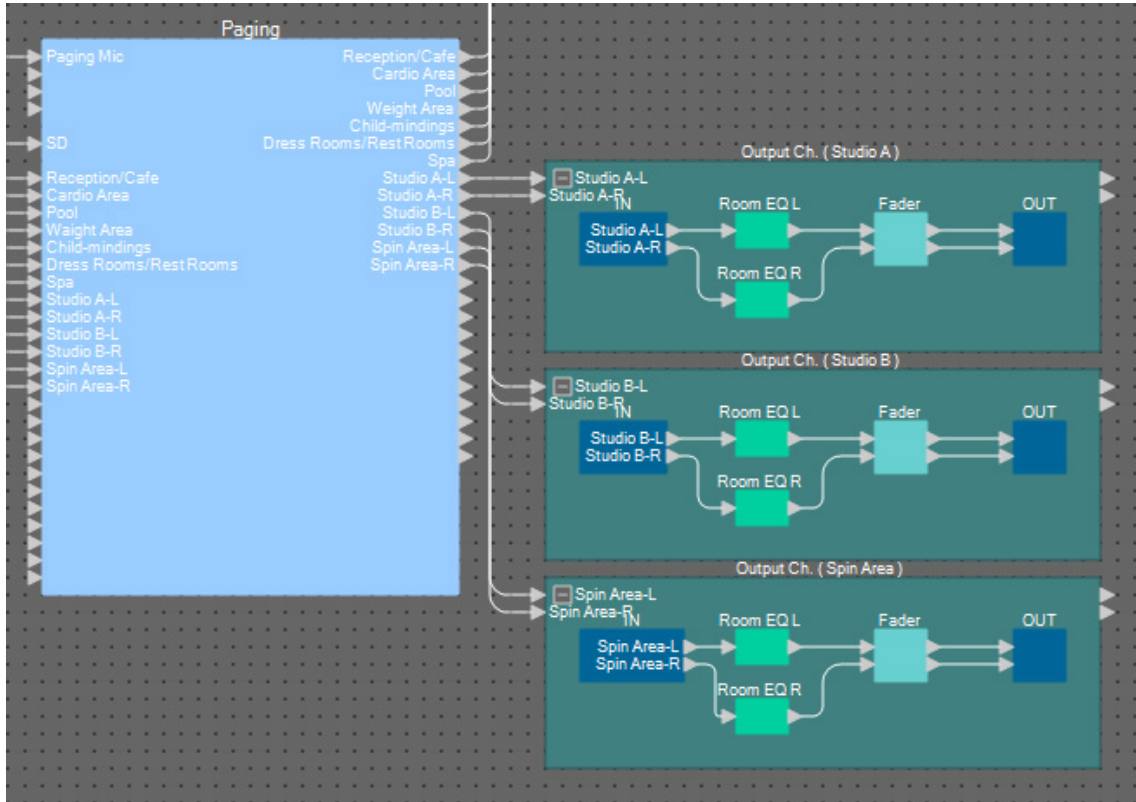 Paging
Paging Mic
SD
Reception/Cafe
Cardio Area
Pool
Waight Area
Child-mindings
Dress Rooms/Rest Rooms
Spa
Studio A-L
Studio A-R
Studio B-L
Studio B-R
Spin Area-L
Spin Area-R
Reception/Cafe
Cardio Area
Pool
Weight Area
Child-mindings
Dress Rooms/Rest Rooms
Spa
Studio A-L
Studio A-R
Studio B-L
Studio B-R
Spin Area-L
Spin Area-R
Output Ch. ( Studio A )
Studio A-L
Studio A-R
IN
Studio A-L
Studio A-R
Room EQ L
Room EQ R
Fader
OUT
Output Ch. ( Studio B )
Studio B-L
Studio B-R
IN
Studio B-L
Studio B-R
Room EQ L
Room EQ R
Fader
OUT
Output Ch. ( Spin Area )
Spin Area-L
Spin Area-R
IN
Spin Area-L
Spin Area-R
Room EQ L
Room EQ R
Fader
OUT